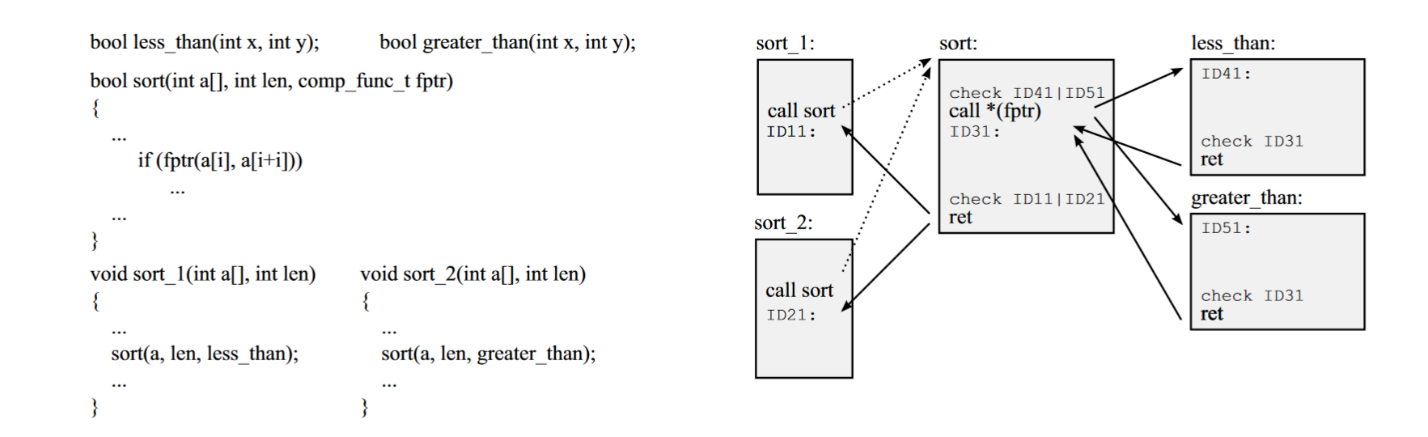 bool less_than(int x, int y); bool greater_than(int x, int y);
bool sort(int a[], int len, comp_func_t fptr)
{
...
if (fptr(a[i], a[i+i]))
...
...
}
void sort_1(int a[], int len)
{
...
sort(a, len, less_than);
...
}
void sort_2(int a[], int len)
{
...
sort(a, len, greater_than);
...
}
sort_1:
call sort
ID11:
sort_2:
call sort
ID21:
sort:
check ID41|ID51
call *(fptr)
ID31:
check ID11|ID21
ret
less_than:
ID41:
check ID31
ret
greater_than:
ID51:
check ID31
ret